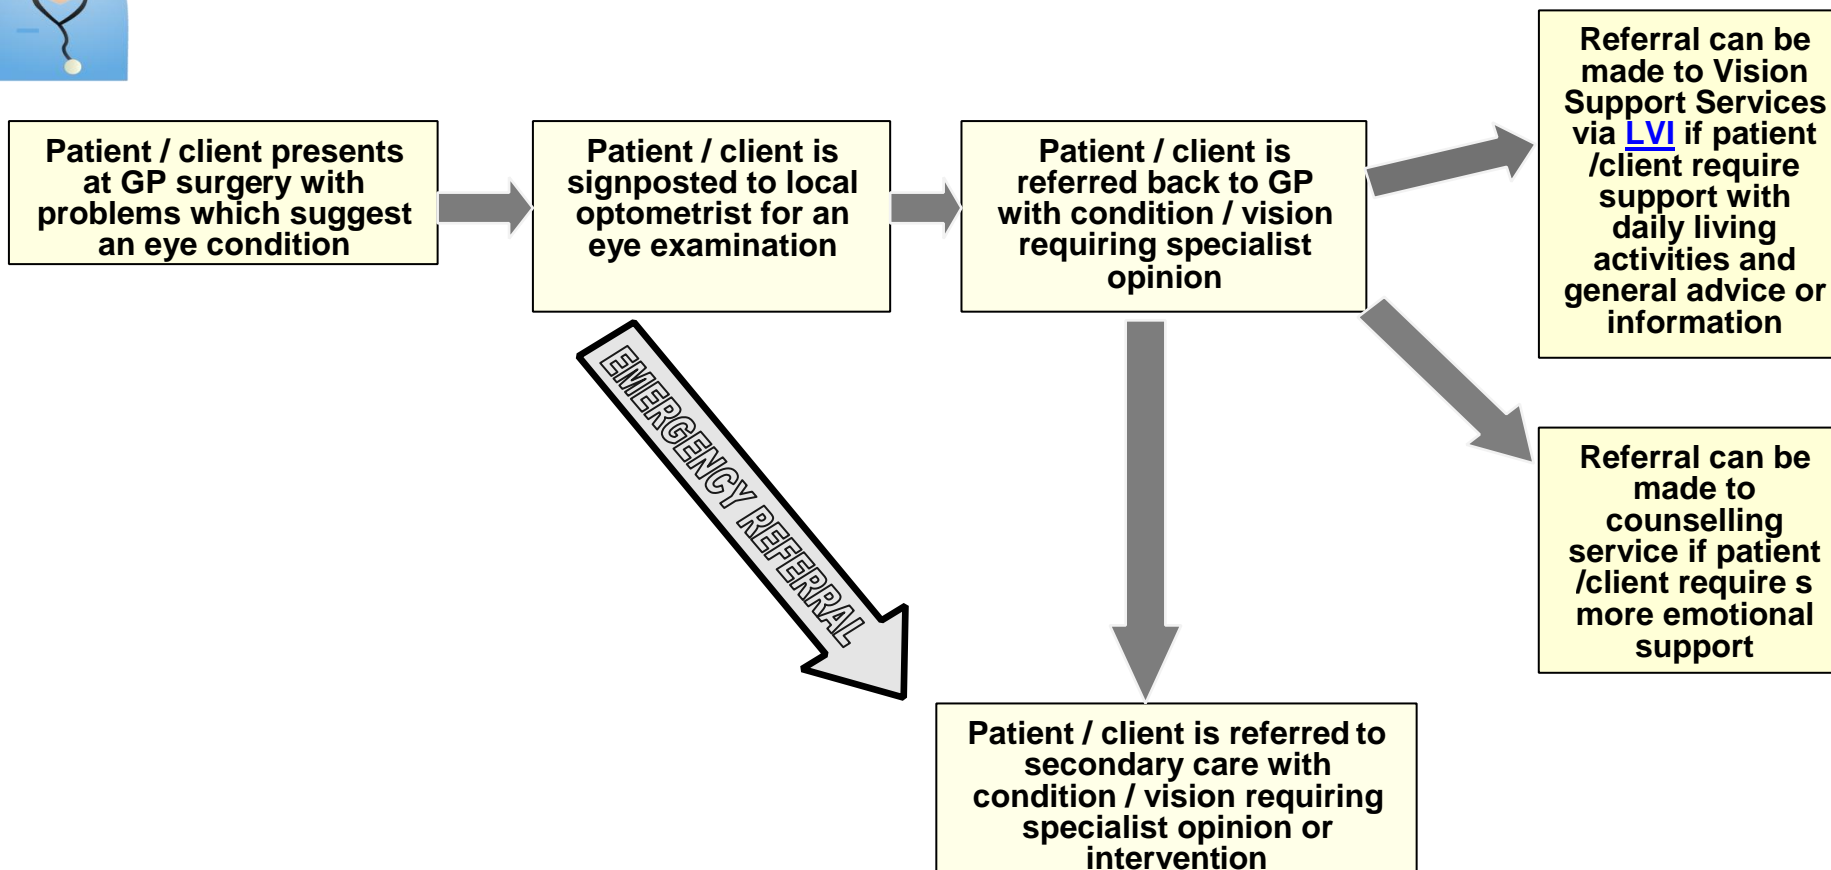 Patient / client presents
at GP surgery with
problems which suggest
an eye condition
Patient / client is
signposted to local
optometrist for an
eye examination
Patient / client is
referred back to GP
with condition / vision
requiring specialist
opinion
Referral can be
made to Vision
Support Services
via LVI if patient
/client require
support with
daily living
activities and
general advice or
information
EMERGENCY REFERRAL
Referral can be
made to
counselling
service if patient
/client require s
more emotional
support
Patient / client is referred to
secondary care with
condition / vision requiring
specialist opinion or
intervention